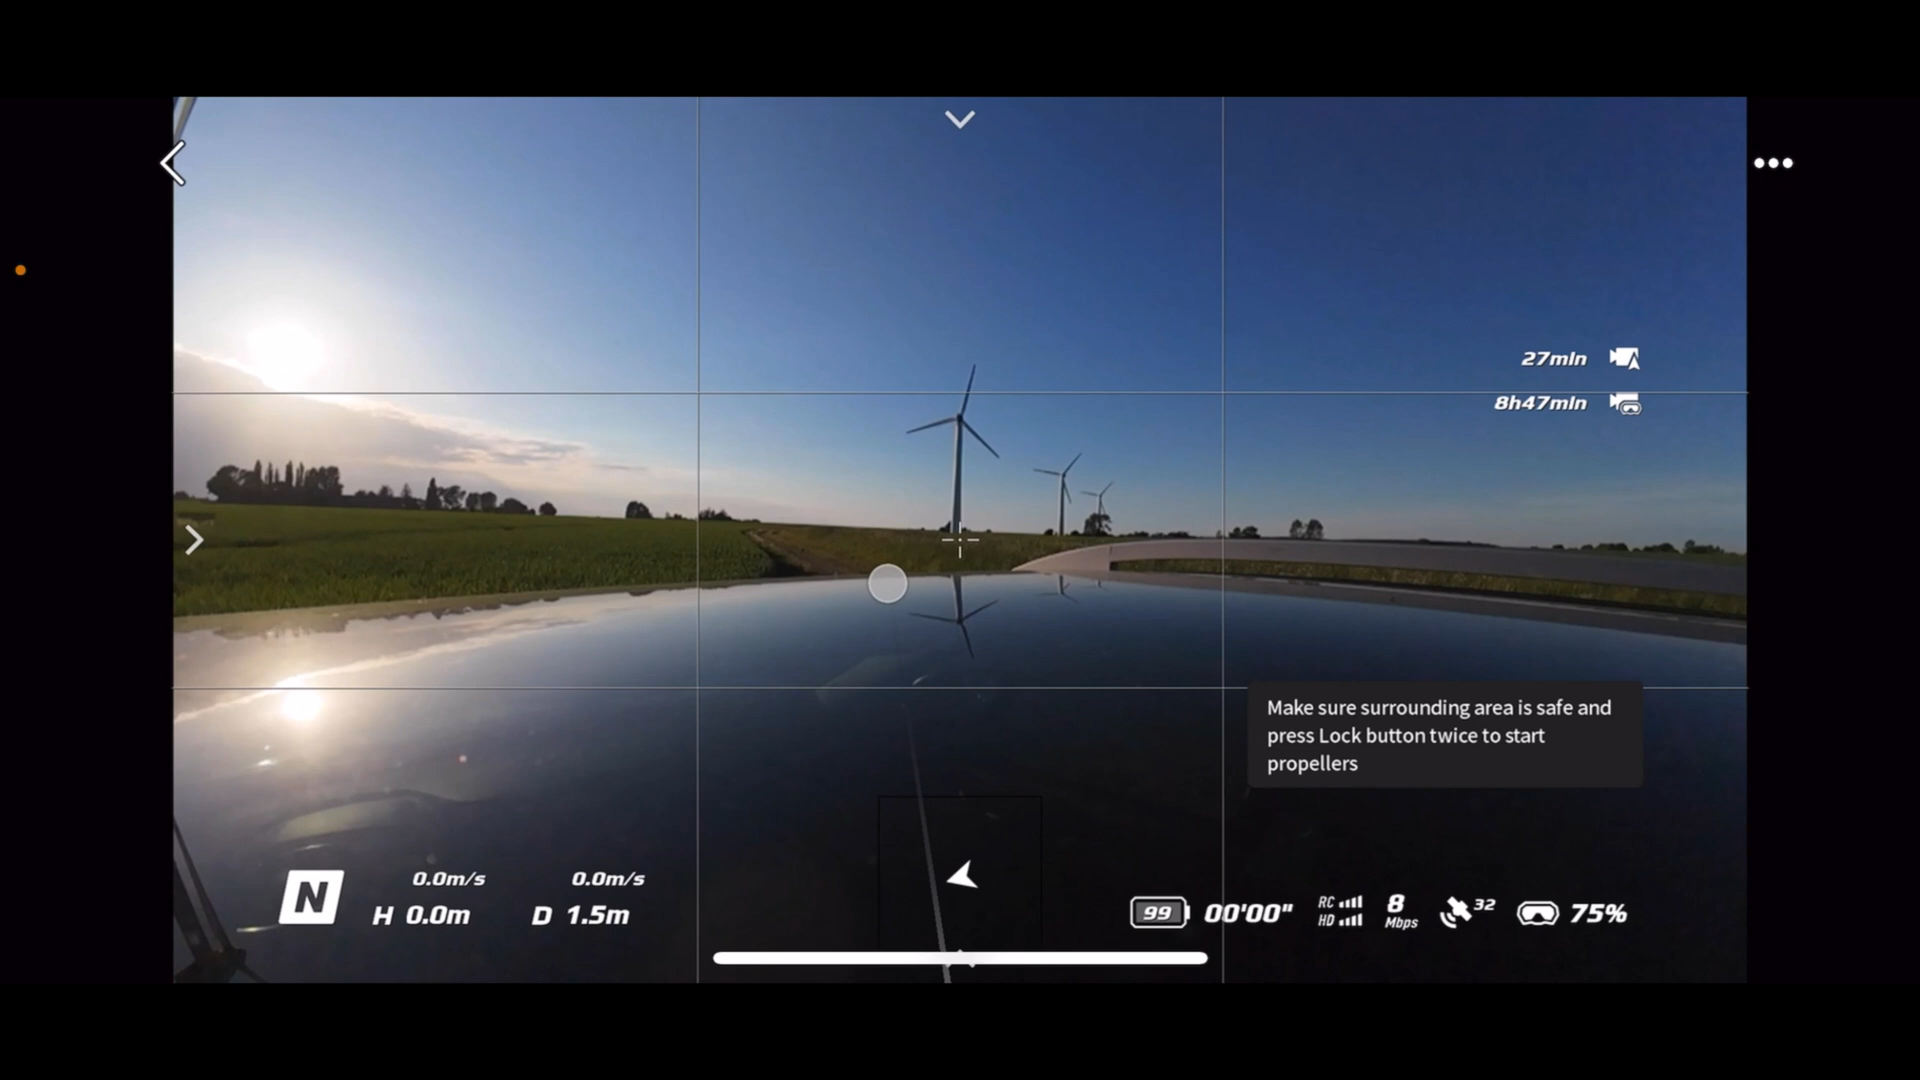 27min
8h47min
Make sure surrounding area is safe and
press Lock button twice to start
propellers
N
0.0m/s
0.0m/s
H 0.0m
D 1.5m
99
00'00"
RC
HD
8
Mbps
32
75%